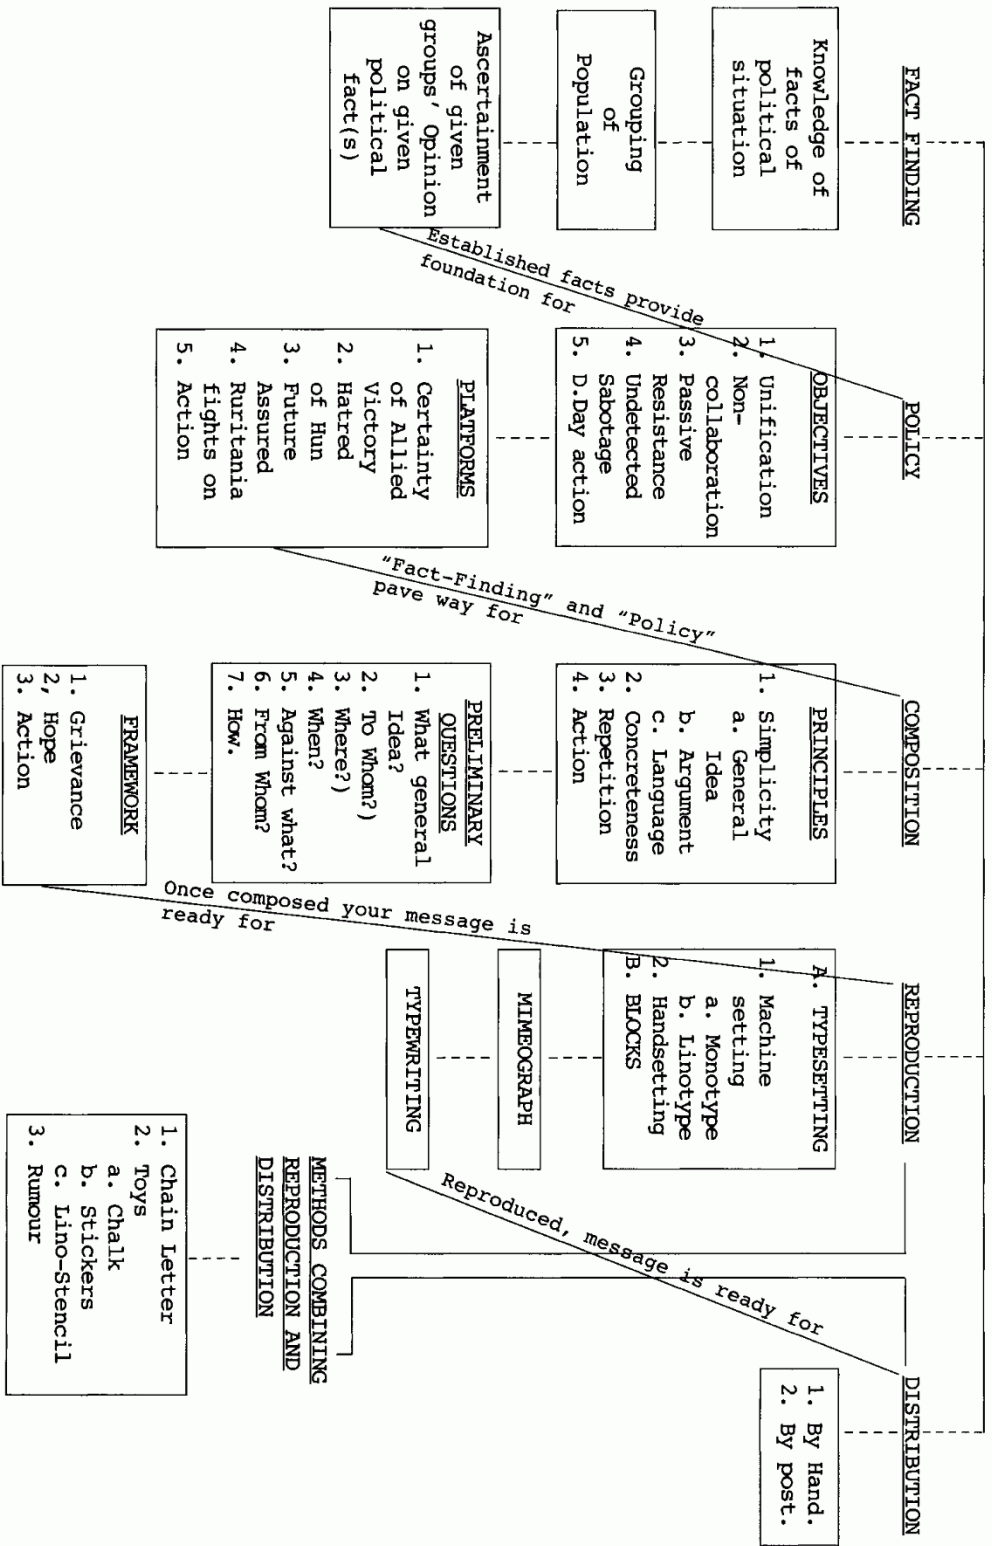 FACT FINDING
Knowledge of
facts of
political
situation
Grouping
of
Population
Ascertainment
of given
groups' Opinion
on given
political
fact(s)
Established facts provide
foundation for
POLICY
OBJECTIVES
1. Unification
2. Non-
collaboration
3. Passive
Resistance
4. Undetected
Sabotage
5. D.Day action
PLATFORMS
1. Certainty
of Allied
Victory
2. Hatred
of Hun
3. Future
Assured
4. Ruritania
fights on
5. Action
"Fact-Finding" and "Policy"
pave way for
COMPOSITION
PRINCIPLES
1. Simplicity
a. General
Idea
b. Argument
c. Language
2. Concreteness
3. Repetition
4. Action
PRELIMINARY
QUESTIONS
1. What general
Idea?
2. To Whom?)
3. Where?)
4. When?
5. Against what?
6. From Whom?
7. How.
FRAMEWORK
1. Grievance
2, Hope
3. Action
Once composed your message is
ready for
REPRODUCTION
A. TYPESETTING
1. Machine
setting
a. Monotype
b. Linotype
2. Handsetting
B. BLOCKS
MIMEOGRAPH
TYPEWRITING
Reproduced, message is ready for
METHODS COMBINING
REPRODUCTION AND
DISTRIBUTION
1. Chain Letter
2. Toys
a. Chalk
b. Stickers
c. Lino-Stencil
3. Rumour
DISTRIBUTION
1. By Hand.
2. By post.